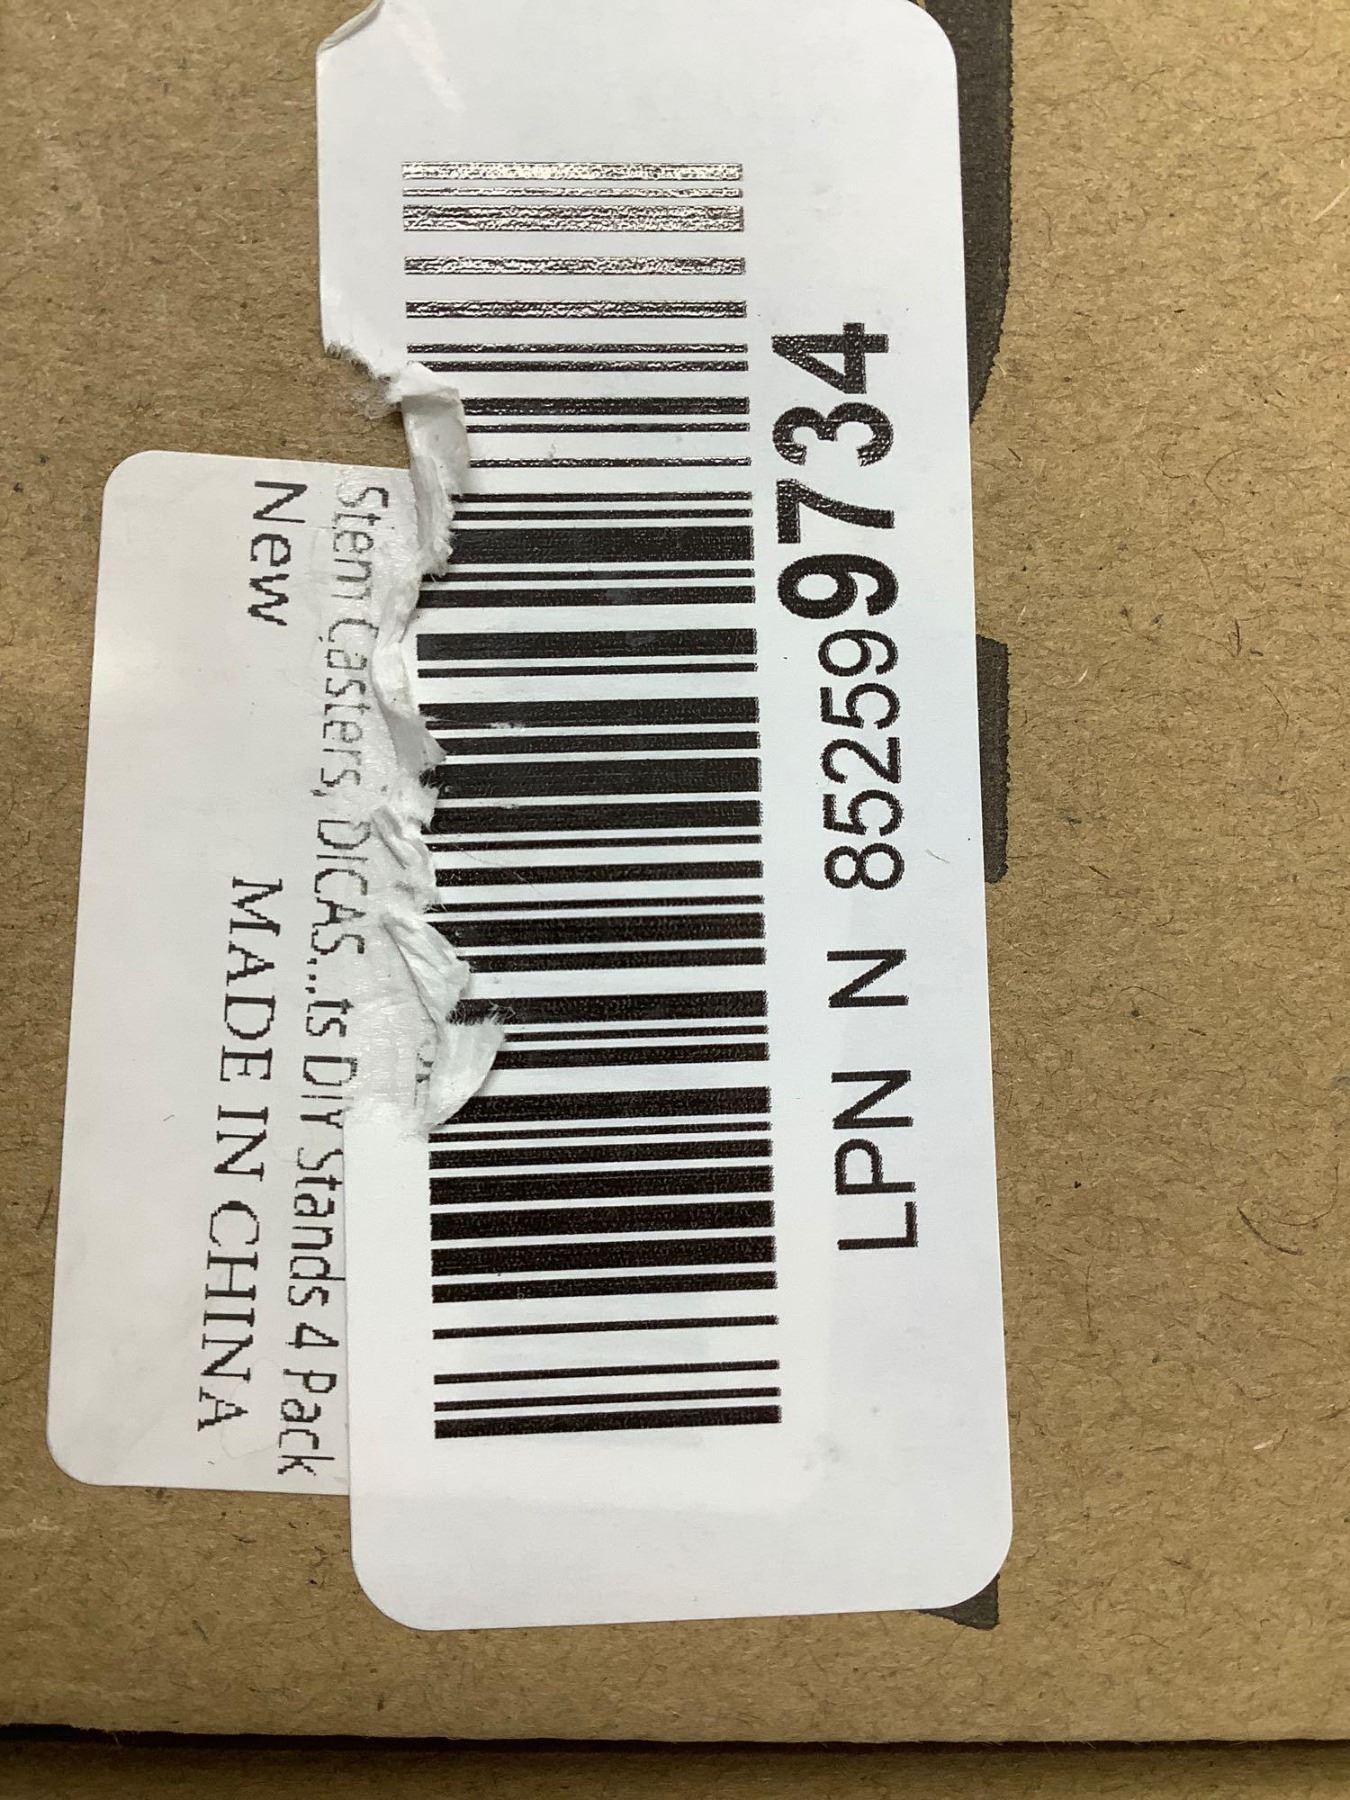 LPN N 852599734
Stem Casters, DICAS...ts DIY Stands 4 Pack
New
MADE IN CHINA